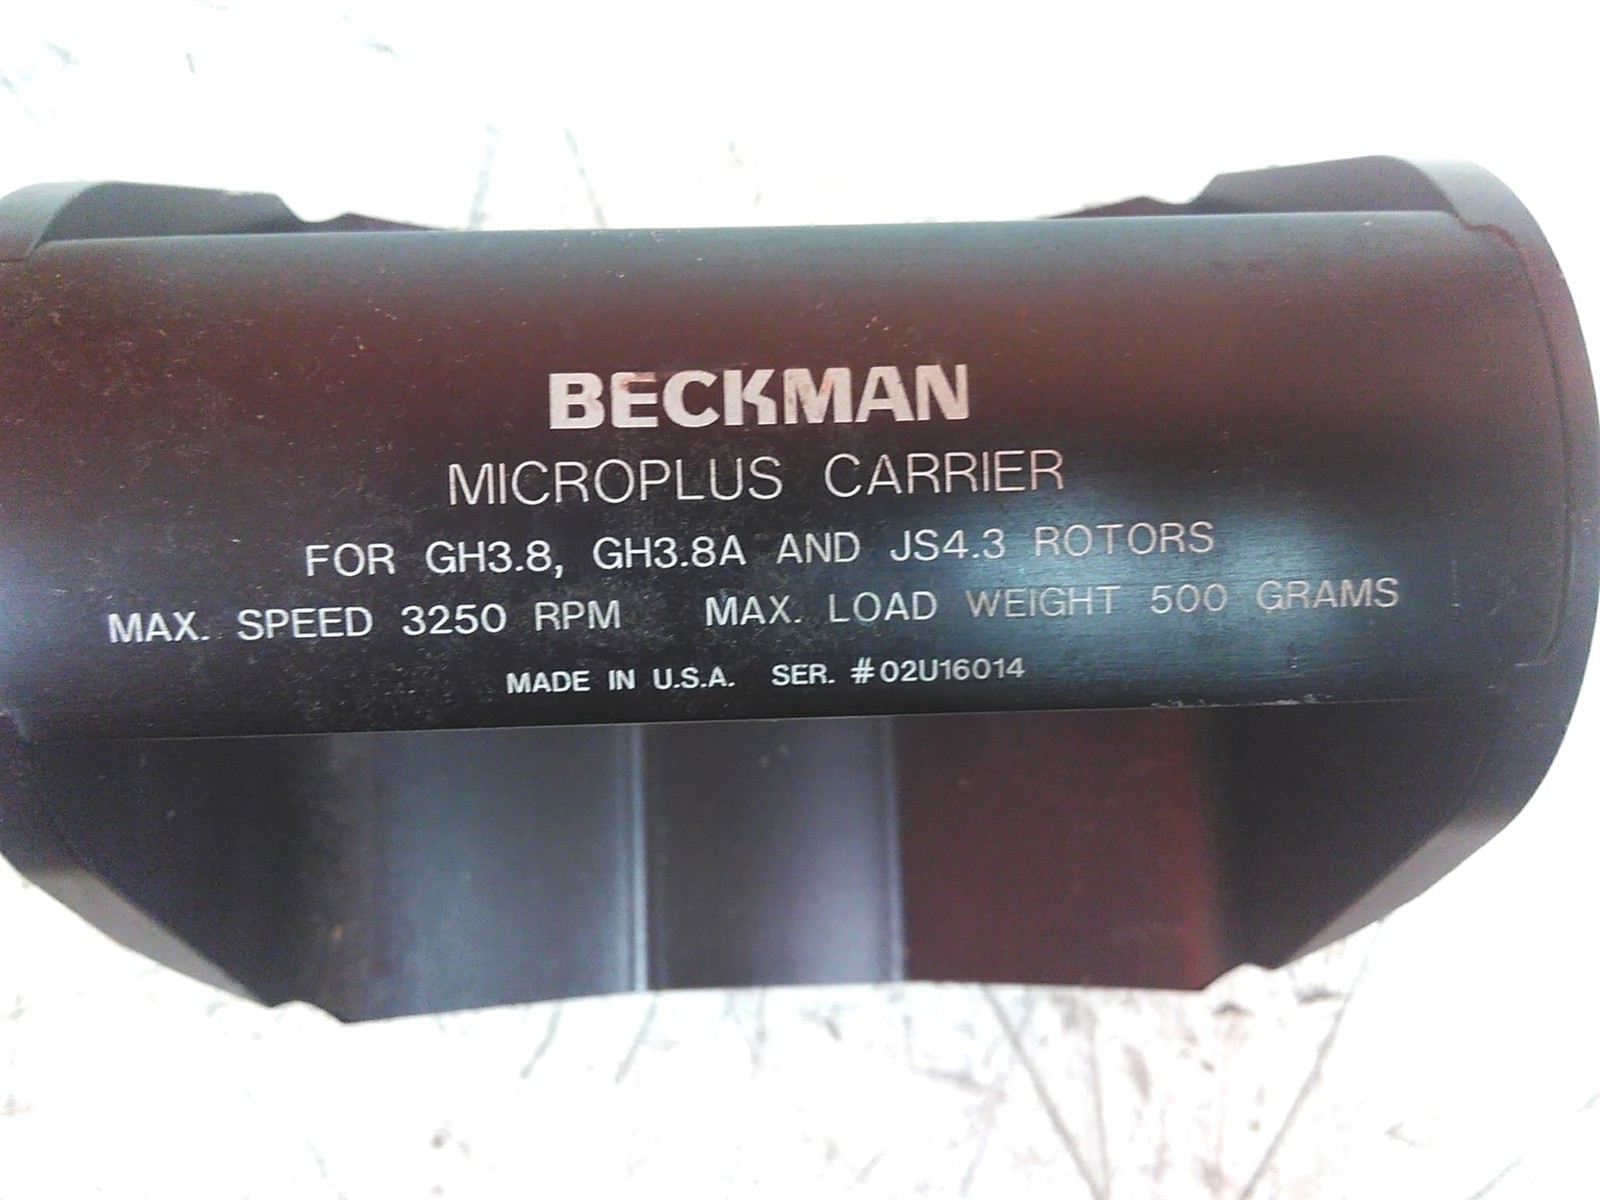 BECKMAN
MICROPLUS CARRIER
FOR GH3.8, GH3.8A AND JS4.3 ROTORS
MAX. SPEED 3250 RPM MAX. LOAD WEIGHT 500 GRAMS
MADE IN U.S.A. SER. #02U16014